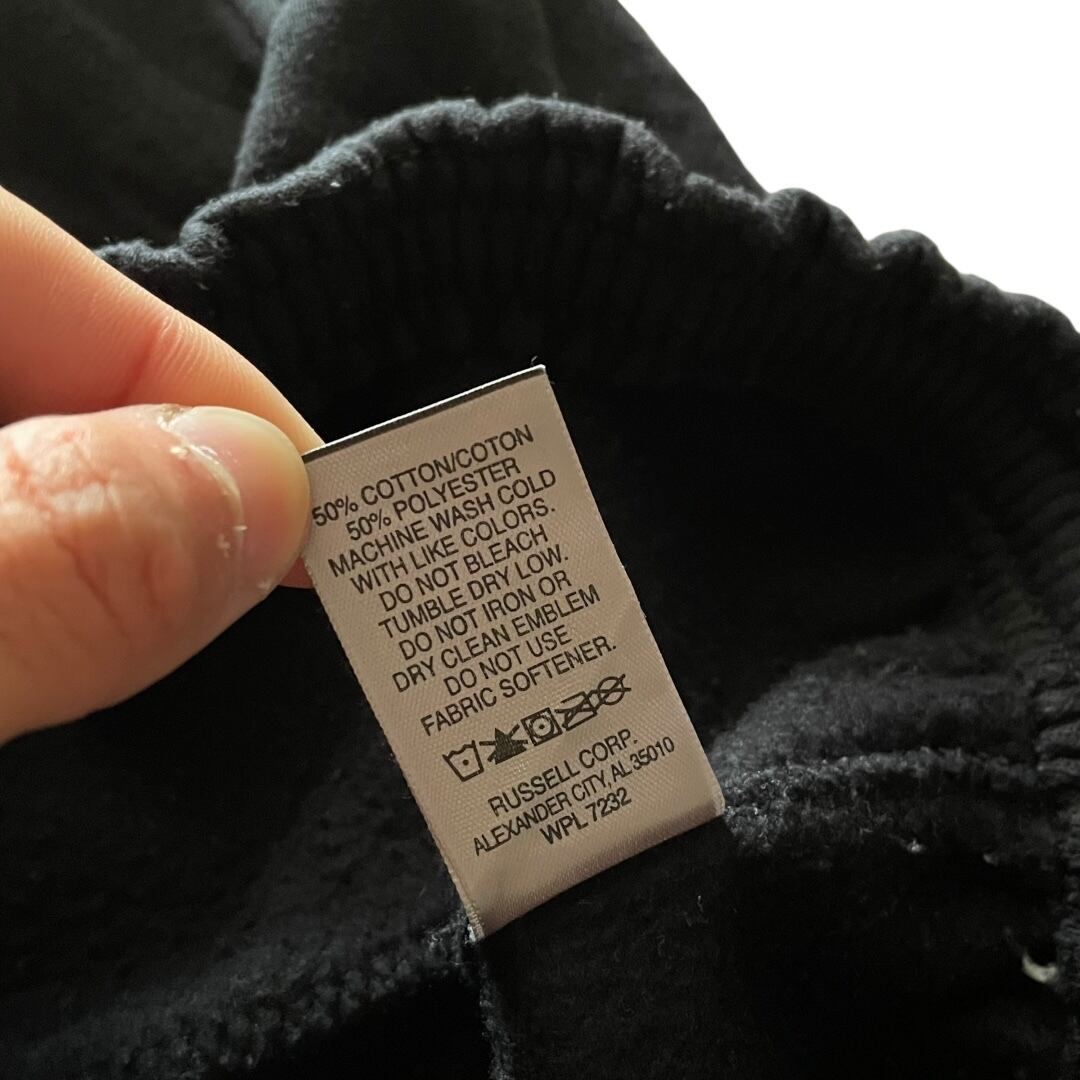 50% COTTON/COTON
50% POLYESTER
MACHINE WASH COLD
WITH LIKE COLORS.
DO NOT BLEACH
TUMBLE DRY LOW.
DO NOT IRON OR
DRY CLEAN EMBLEM
DO NOT USE
FABRIC SOFTENER.
RUSSELL CORP.
ALEXANDER CITY, AL 35010
WPL 7232